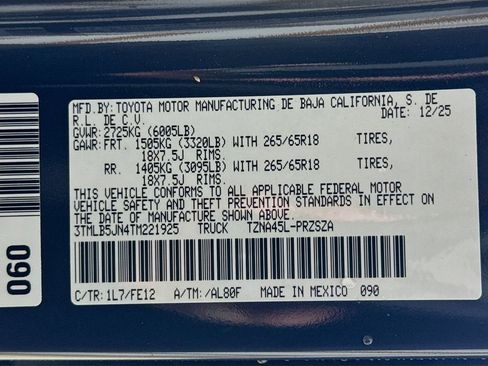 MFD.BY: TOYOTA MOTOR MANUFACTURING DE BAJA CALIFORNIA, S. DE
R.L. DE C.V. DATE: 12/25
GVWR: 2725KG (6005LB)
GAWR: FRT. 1505KG (3320LB) WITH 265/65R18 TIRES,
18X7.5J RIMS.
RR. 1405KG (3095LB) WITH 265/65R18 TIRES,
18X7.5J RIMS.
THIS VEHICLE CONFORMS TO ALL APPLICABLE FEDERAL MOTOR
VEHICLE SAFETY AND THEFT PREVENTION STANDARDS IN EFFECT ON
THE DATE OF MANUFACTURE SHOWN ABOVE.
3TMLB5JN4TM221925 TRUCK TZNA45L-PRZSZA
C/TR: 1L7/FE12 A/TM: /AL80F MADE IN MEXICO 090
060